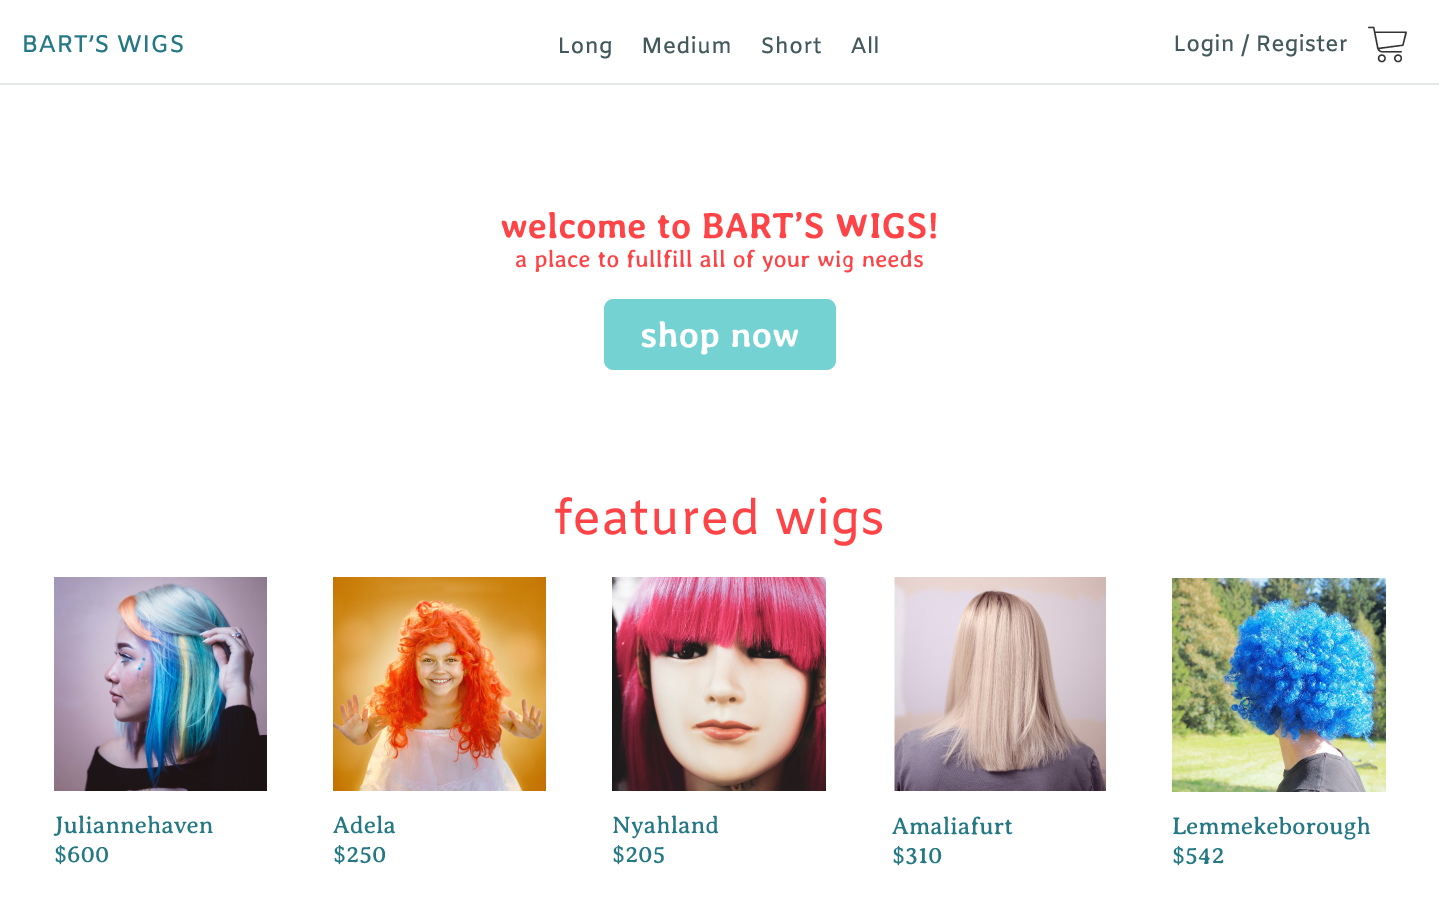 BART'S WIGS
Long Medium Short All
Login / Register
welcome to BART'S WIGS!
a place to fullfill all of your wig needs
shop now
featured wigs
Juliannehaven
$600
Adela
$250
Nyahland
$205
Amaliafurt
$310
Lemmekeborough
$542